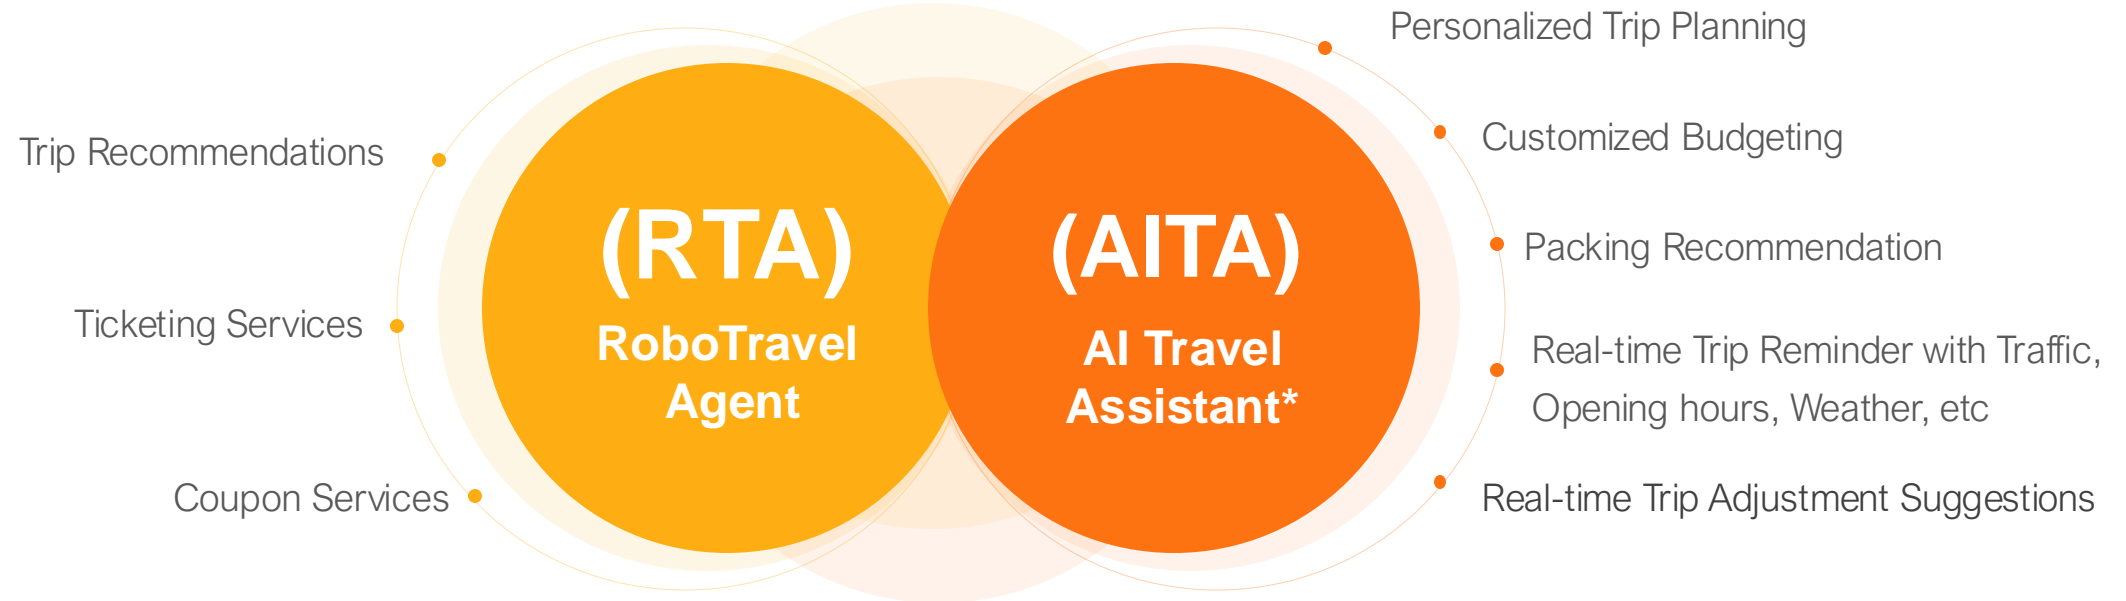 Trip Recommendations
Ticketing Services
Coupon Services
(RTA)
RoboTravel
Agent
(AITA)
AI Travel
Assistant*
Personalized Trip Planning
Customized Budgeting
Packing Recommendation
Real-time Trip Reminder with Traffic,
Opening hours, Weather, etc
Real-time Trip Adjustment Suggestions